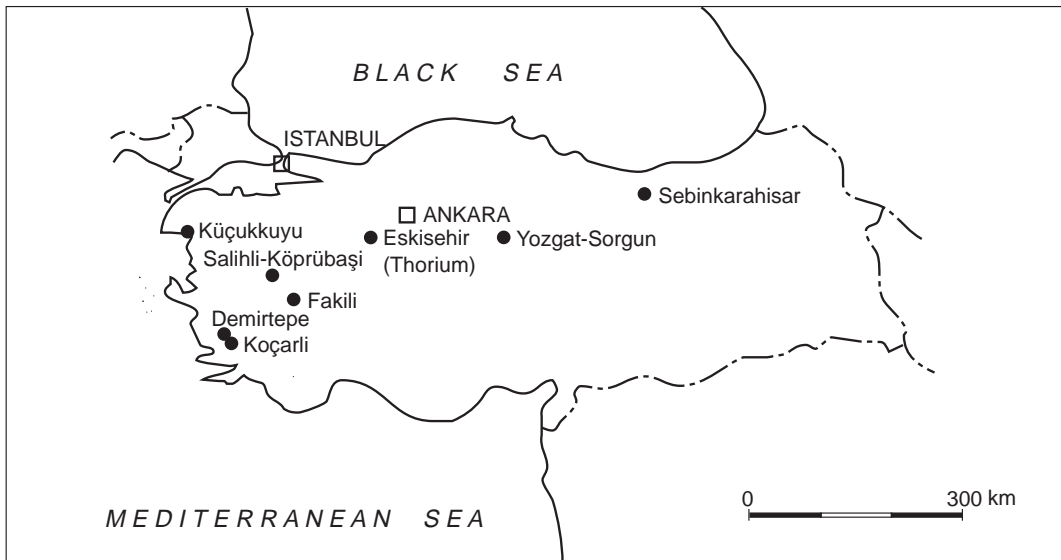 BLACK SEA
ISTANBUL
Sebinkarahisar
ANKARA
Küçukkuyu
Eskisehir
(Thorium)
Yozgat-Sorgun
Salihli-Köprübaşi
Fakili
Demirtepe
Koçarli
0 300 km
MEDITERRANEAN SEA